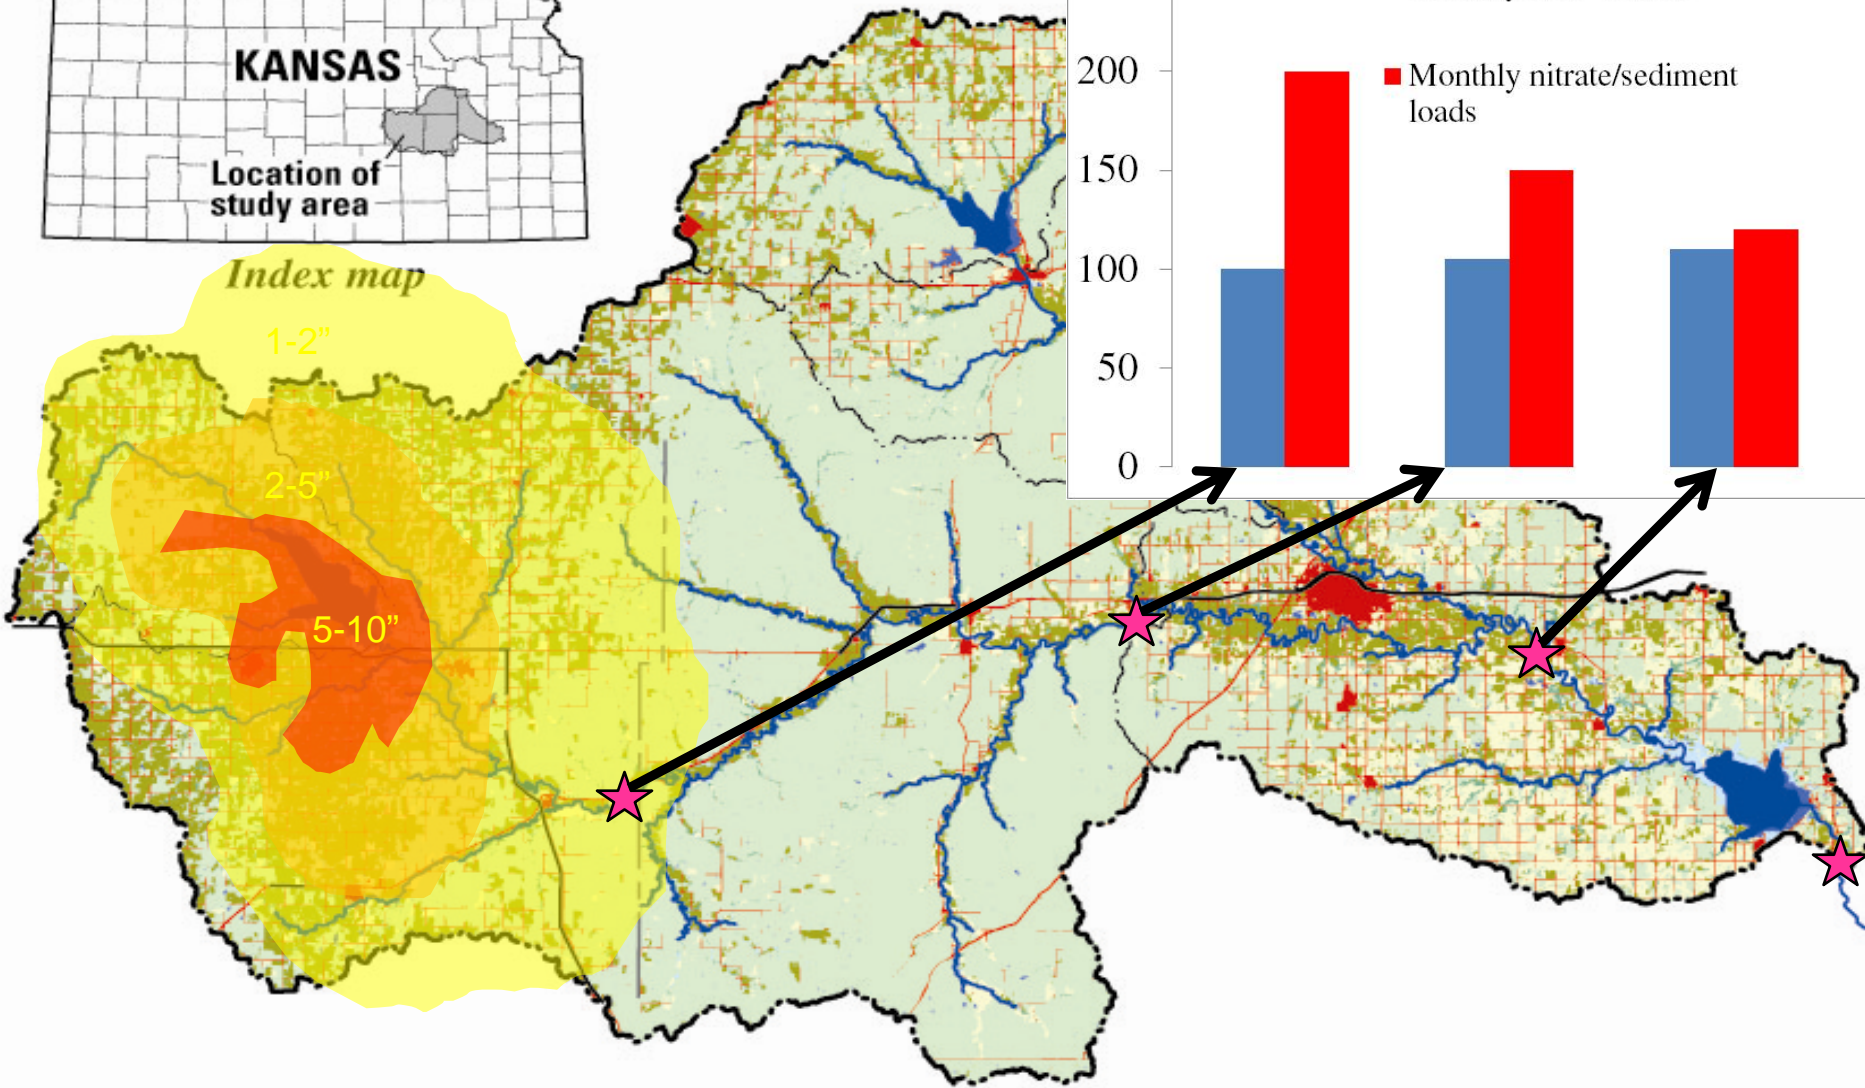 KANSAS
Location of
study area
Index map
1-2”
2-5”
5-10”
200
Monthly nitrate/sediment
loads
150
100
50
0